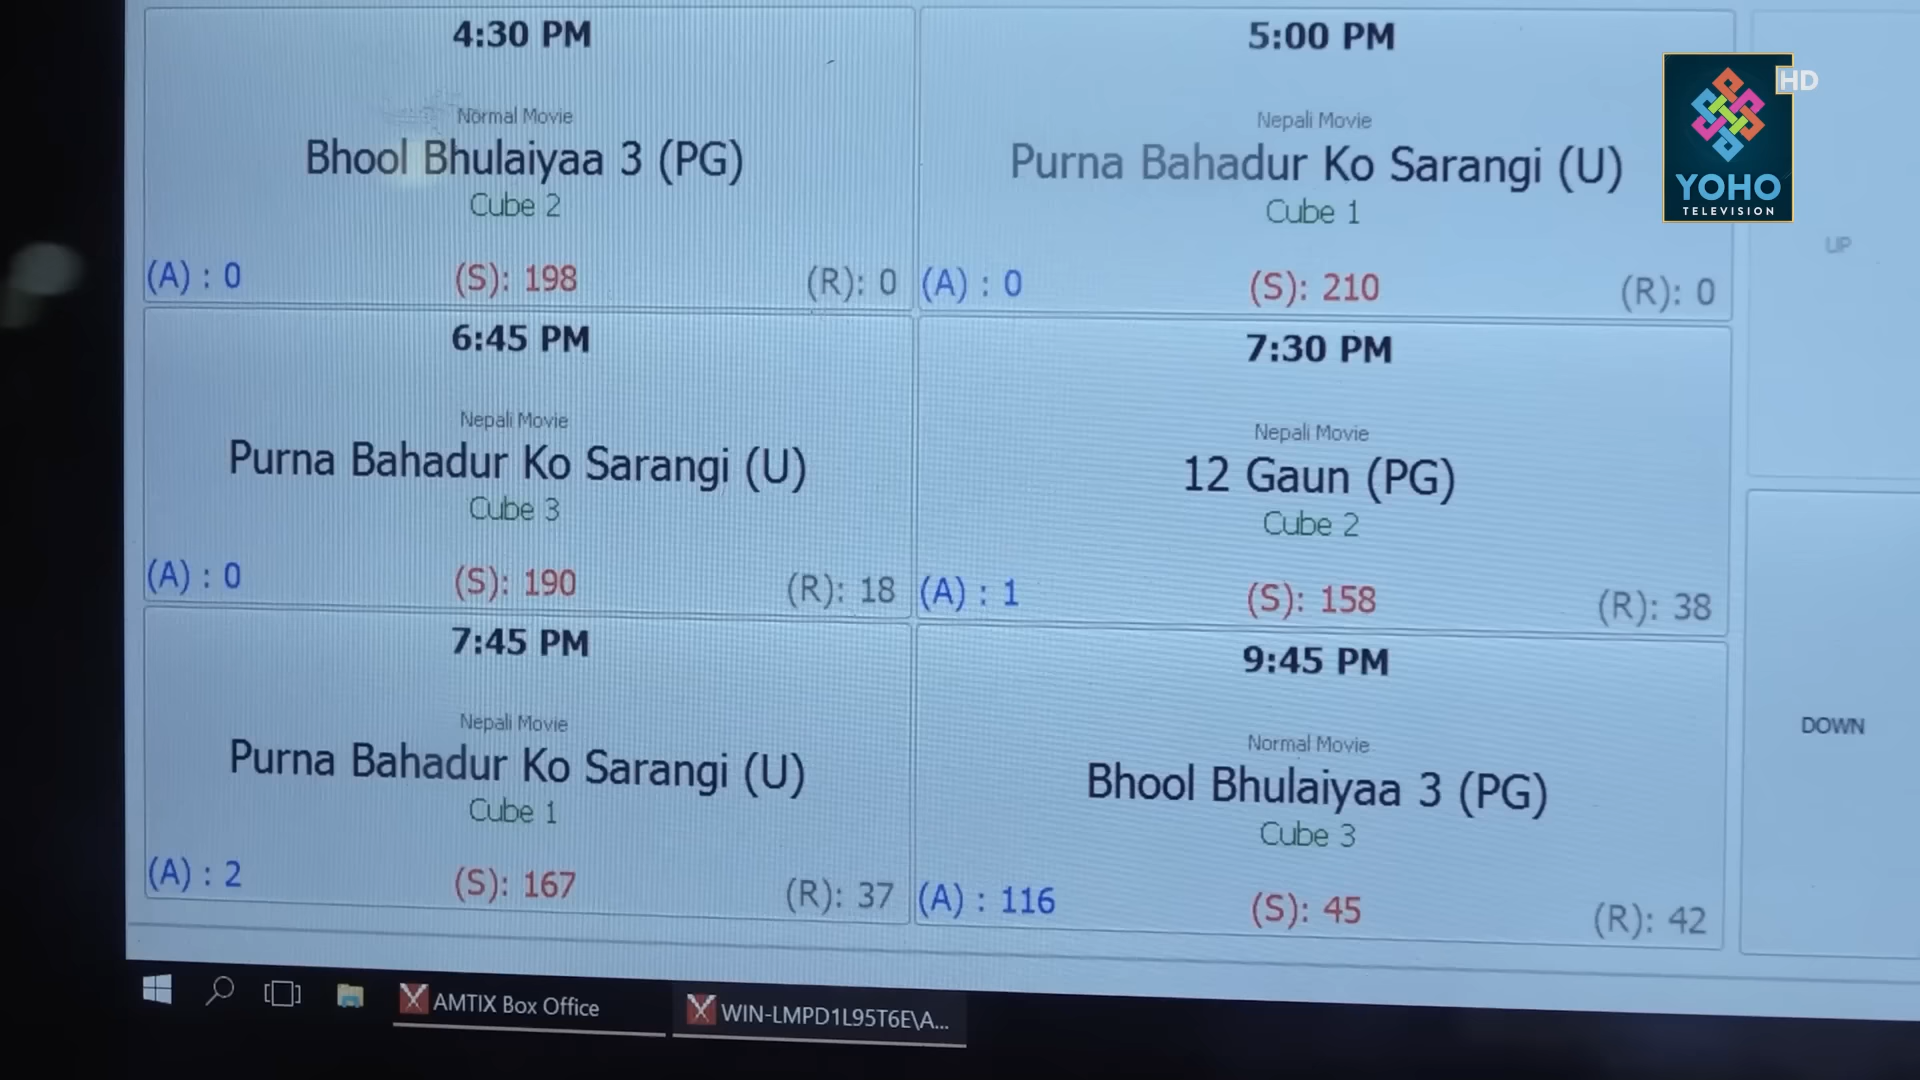 4:30 PM
Normal Movie
Bhool Bhulaiyaa 3 (PG)
Cube 2
(A) : 0 (S): 198 (R): 0
5:00 PM
Nepali Movie
Purna Bahadur Ko Sarangi (U)
Cube 1
(A) : 0 (S): 210 (R): 0
6:45 PM
Nepali Movie
Purna Bahadur Ko Sarangi (U)
Cube 3
(A) : 0 (S): 190 (R): 18
7:30 PM
Nepali Movie
12 Gaun (PG)
Cube 2
(A) : 1 (S): 158 (R): 38
7:45 PM
Nepali Movie
Purna Bahadur Ko Sarangi (U)
Cube 1
(A) : 2 (S): 167 (R): 37
9:45 PM
Normal Movie
Bhool Bhulaiyaa 3 (PG)
Cube 3
(A) : 116 (S): 45 (R): 42
UP
DOWN
HD
YOHO
TELEVISION
AMTIX Box Office
WIN-LMPD1L95T6E\A...